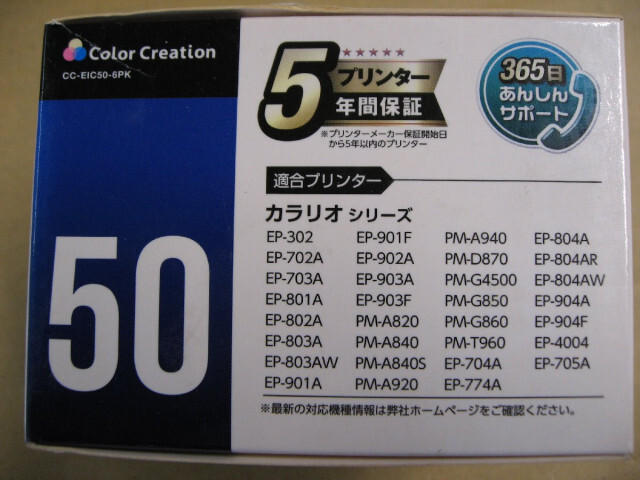 Color Creation
CC-EIC50-6PK
50
5
プリンター
年間保証
※プリンターメーカー保証開始日
から5年以内のプリンター
365日
あんしん
サポート
適合プリンター
カラリオ シリーズ
EP-302 EP-901F PM-A940 EP-804A
EP-702A EP-902A PM-D870 EP-804AR
EP-703A EP-903A PM-G4500 EP-804AW
EP-801A EP-903F PM-G850 EP-904A
EP-802A PM-A820 PM-G860 EP-904F
EP-803A PM-A840 PM-T960 EP-4004
EP-803AW PM-A840S EP-704A EP-705A
EP-901A PM-A920 EP-774A
※最新の対応機種情報は弊社ホームページをご確認ください。